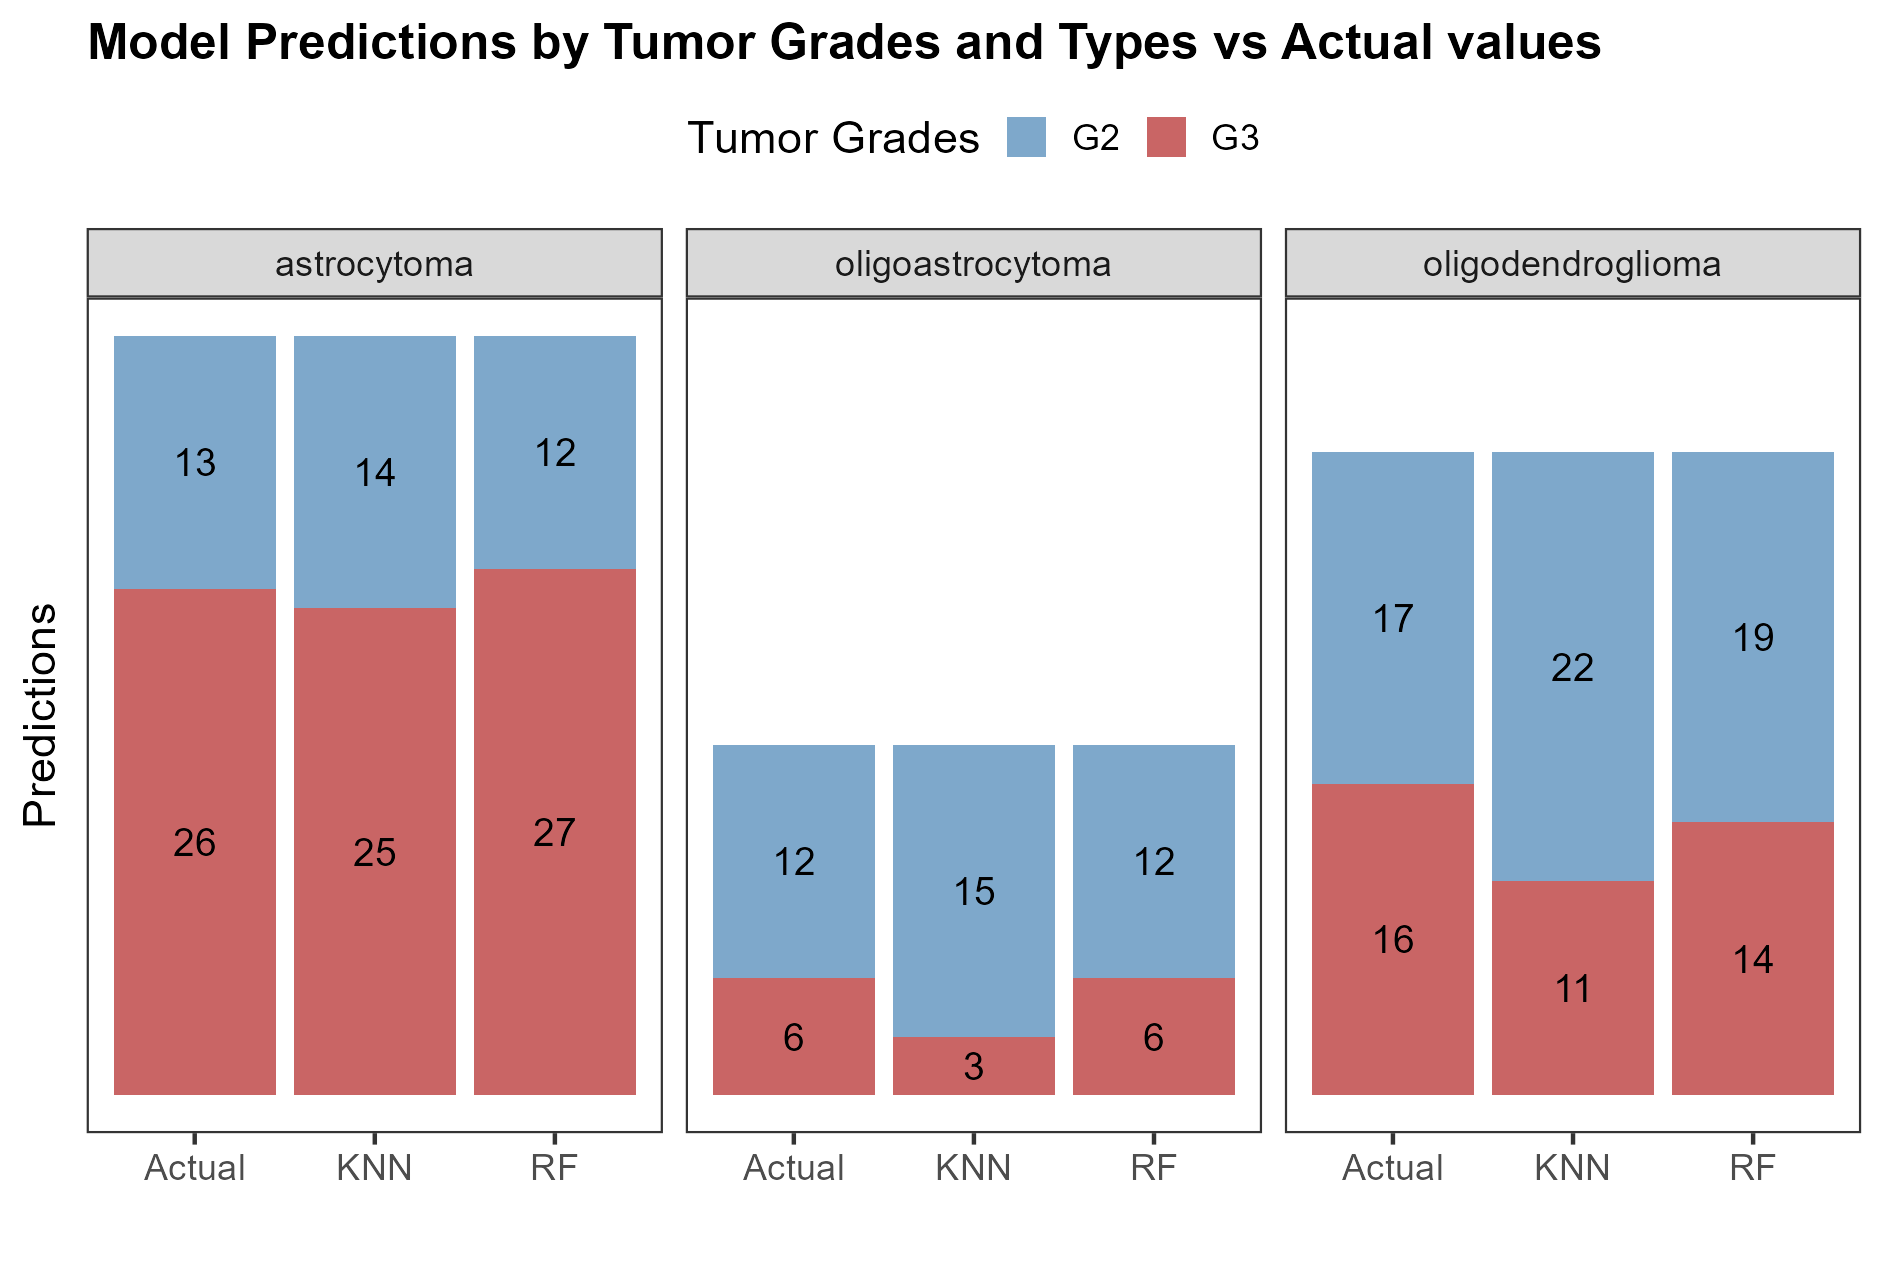 Model Predictions by Tumor Grades and Types vs Actual values
Tumor Grades G2 G3
astrocytoma oligoastrocytoma oligodendroglioma
Predictions
13 14 12
26 25 27
12 15 12
6 3 6
17 22 19
16 11 14
Actual KNN RF Actual KNN RF Actual KNN RF